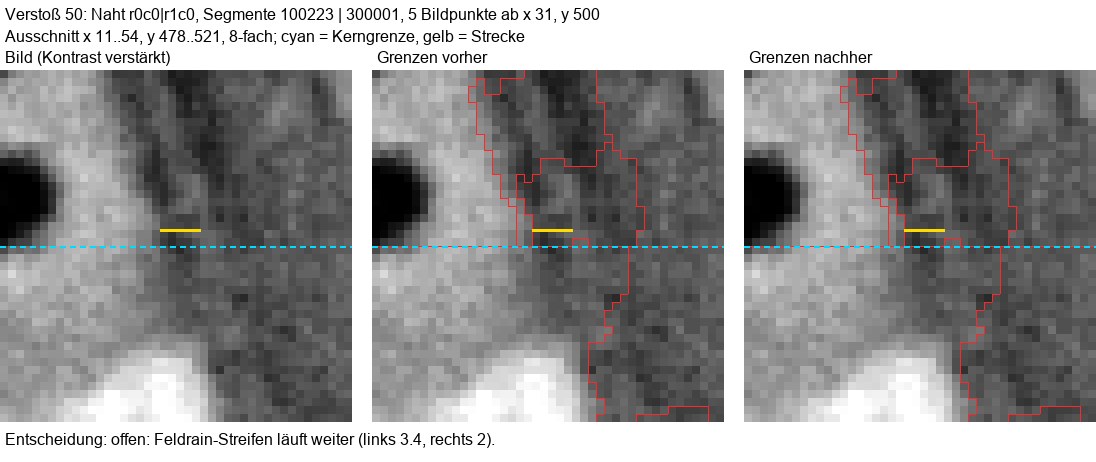 Verstoß 50: Naht r0c0|r1c0, Segmente 100223 | 300001, 5 Bildpunkte ab x 31, y 500
Ausschnitt x 11..54, y 478..521, 8-fach; cyan = Kerngrenze, gelb = Strecke
Bild (Kontrast verstärkt) Grenzen vorher Grenzen nachher
Entscheidung: offen: Feldrain-Streifen läuft weiter (links 3.4, rechts 2).